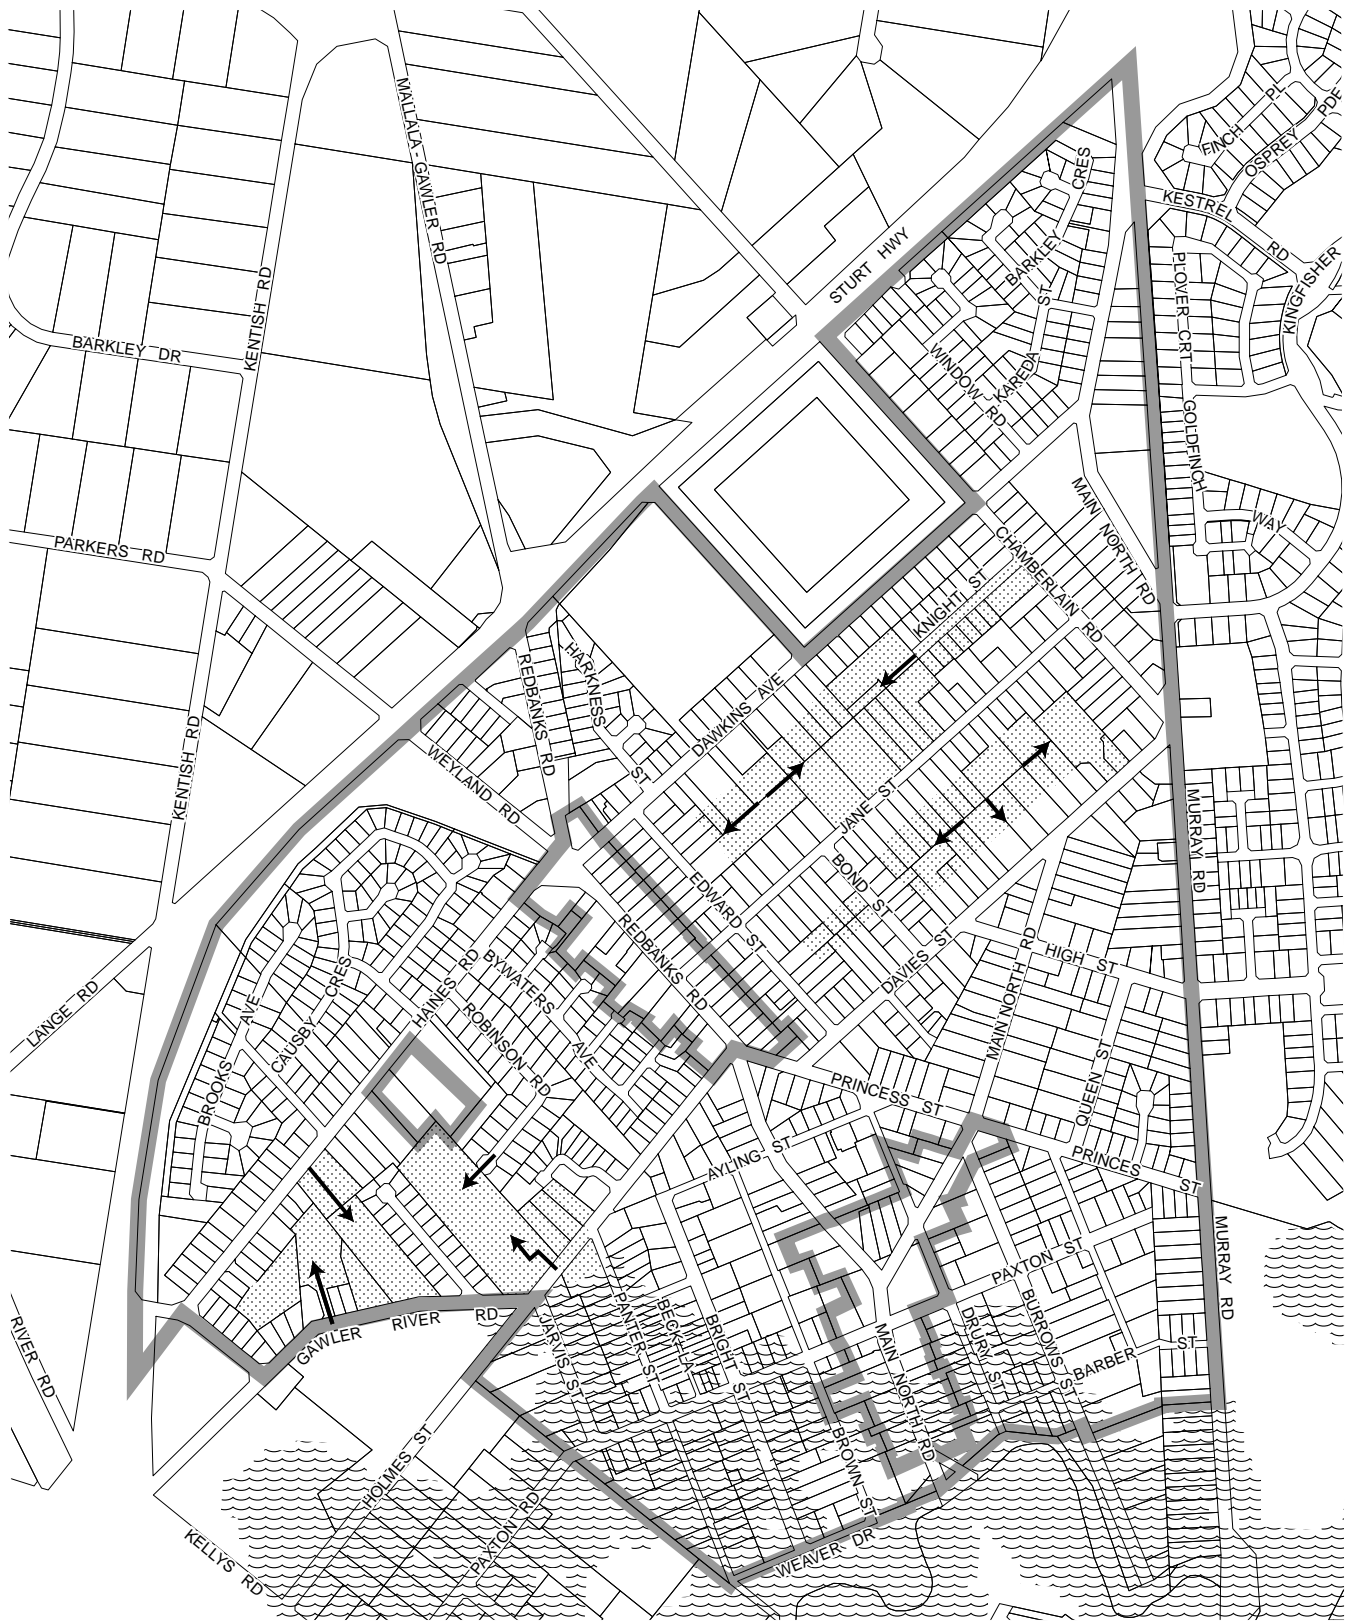 FINCH PL
OSPREY PDE
MALLALA - GAWLER RD
BARKLEY CRES
KESTREL RD
STURT HWY
KENTISH RD
KAREDA ST
PLOVER CRT
KINGFISHER
BARKLEY DR
WINDOW RD
GOLDFINCH WAY
MAIN NORTH RD
PARKERS RD
CHAMBERLAIN RD
KNIGHT ST
HARKNESS ST
REDBANKS RD
DAWKINS AVE
KENTISH RD
WEYLAND RD
JANE ST
MURRAY RD
BOND ST
EDWARD ST
REDBANKS RD
DAVIES ST
HIGH ST
MAIN NORTH RD
HAINES RD
BYWATERS AVE
LANGE RD
BROOKS AVE
CAUSBY CRES
ROBINSON RD
QUEEN ST
PRINCESS ST
AYLING ST
PRINCES ST
MURRAY RD
PAXTON ST
RIVER RD
GAWLER RIVER RD
JARVIS ST
PANTER ST
BECKLA
BRIGHT ST
MAIN NORTH RD
DRURY ST
BURROWS ST
BARBER ST
HOLMES ST
BROWN ST
PAXTON RD
KELLYS RD
WEAVER DR